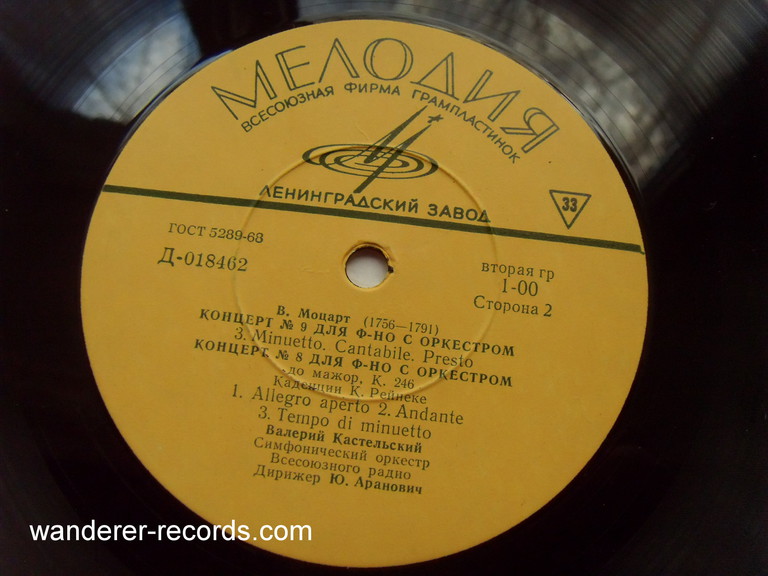 МЕЛОДИЯ
ВСЕСОЮЗНАЯ ФИРМА ГРАМПЛАСТИНОК
ЛЕНИНГРАДСКИЙ ЗАВОД
33
ГОСТ 5289-68
Д-018462
вторая гр
1-00
Сторона 2
В. Моцарт (1756—1791)
КОНЦЕРТ № 9 ДЛЯ Ф-НО С ОРКЕСТРОМ
3. Minuetto. Cantabile. Presto
КОНЦЕРТ № 8 ДЛЯ Ф-НО С ОРКЕСТРОМ
до мажор, К. 246
Каденции К. Рейнеке
1. Allegro aperto 2. Andante
3. Tempo di minuetto
Валерий Кастельский
Симфонический оркестр
Всесоюзного радио
Дирижер Ю. Аранович
wanderer-records.com